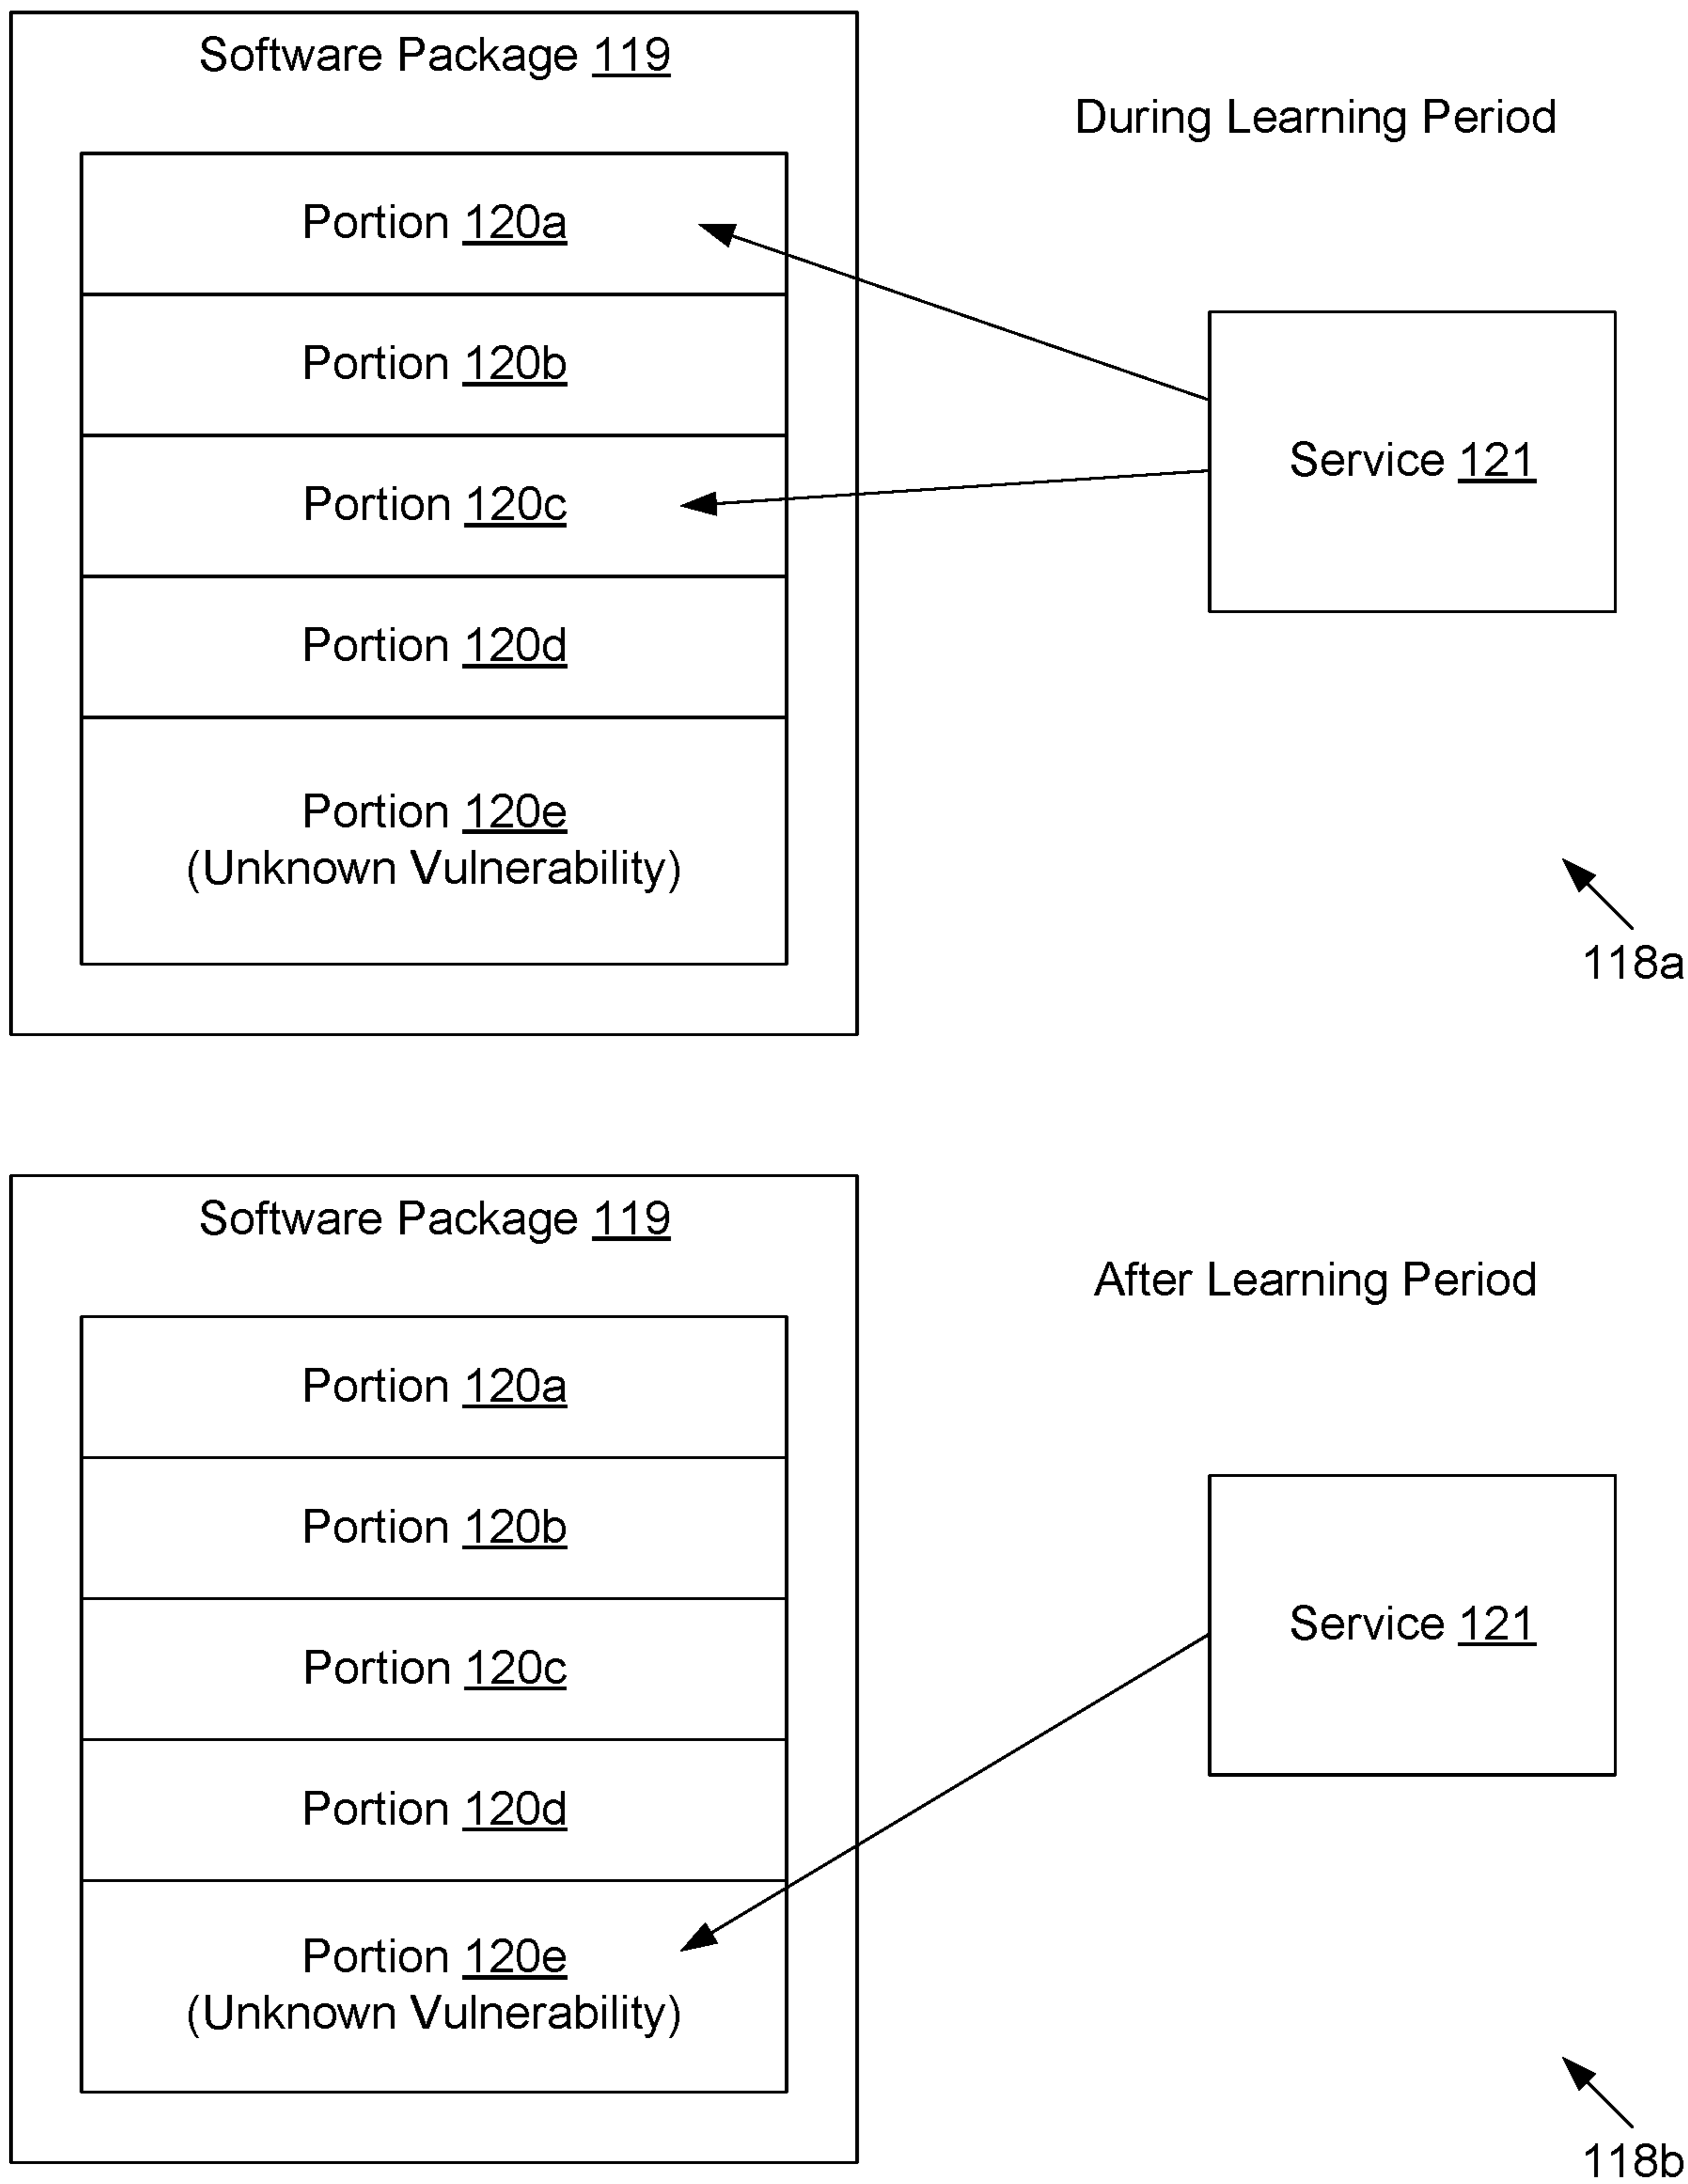 Software Package 119
During Learning Period
Portion 120a
Portion 120b
Service 121
Portion 120c
Portion 120d
Portion 120e
(Unknown Vulnerability)
118a
Software Package 119
After Learning Period
Portion 120a
Portion 120b
Service 121
Portion 120c
Portion 120d
Portion 120e
(Unknown Vulnerability)
118b